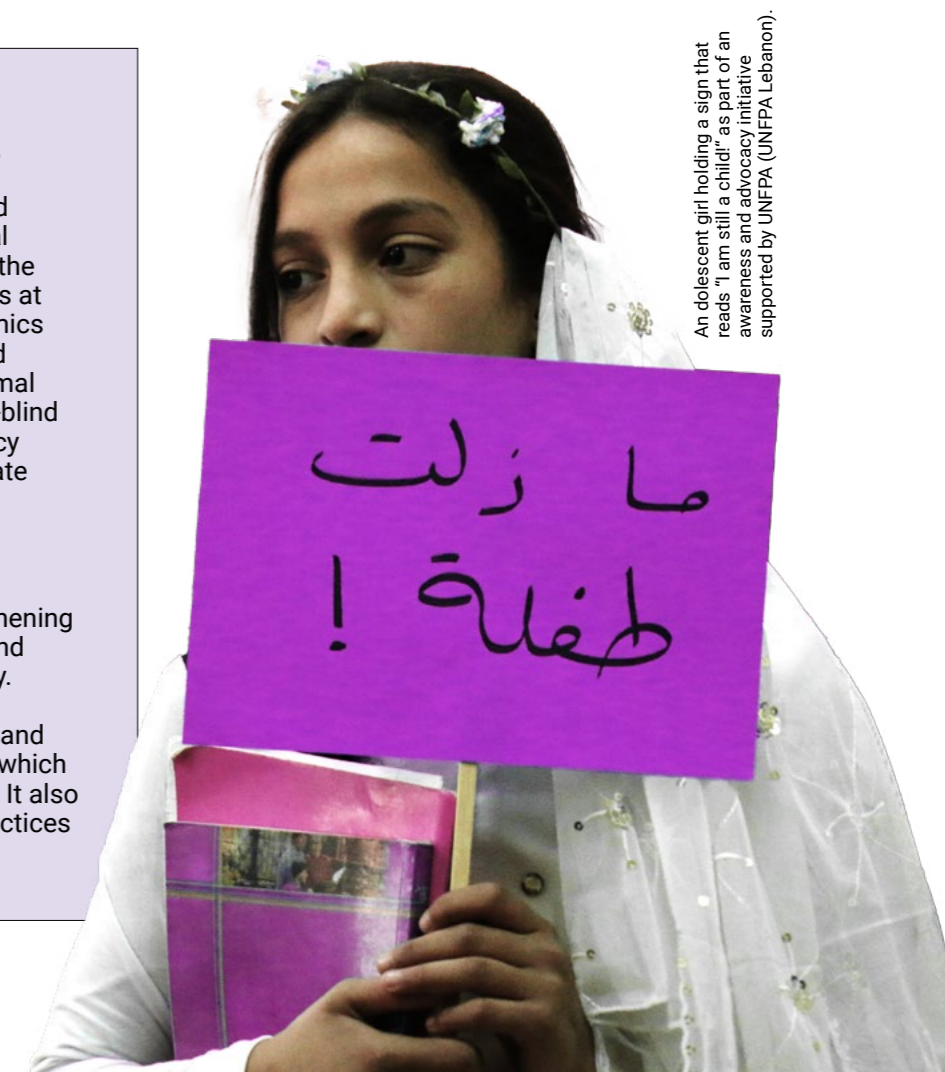 d
l
the
s at
nics
d
mal
blind
cy
ate
hening
nd
y.
and
which
It also
ctices
ما زلت
طفلة !
An dolescent girl holding a sign that
reads “I am still a child!” as part of an
awareness and advocacy initiative
supported by UNFPA (UNFPA Lebanon).